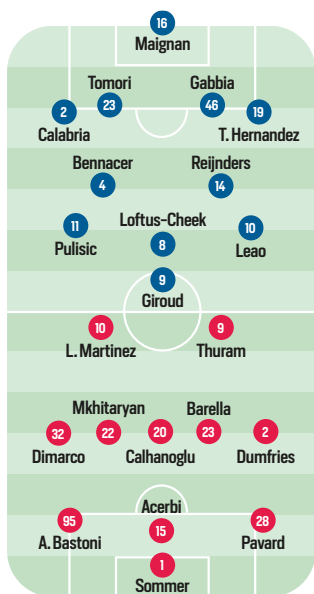 16
Maignan
Tomori
Gabbia
2
23
46
19
Calabria
T. Hernandez
Bennacer
Reijnders
4
14
11
Loftus-Cheek
10
Pulisic
8
Leao
9
Giroud
10
9
L. Martinez
Thuram
Mkhitaryan
Barella
32
22
20
23
2
Dimarco
Calhanoglu
Dumfries
Acerbi
95
15
28
A. Bastoni
Pavard
1
Sommer